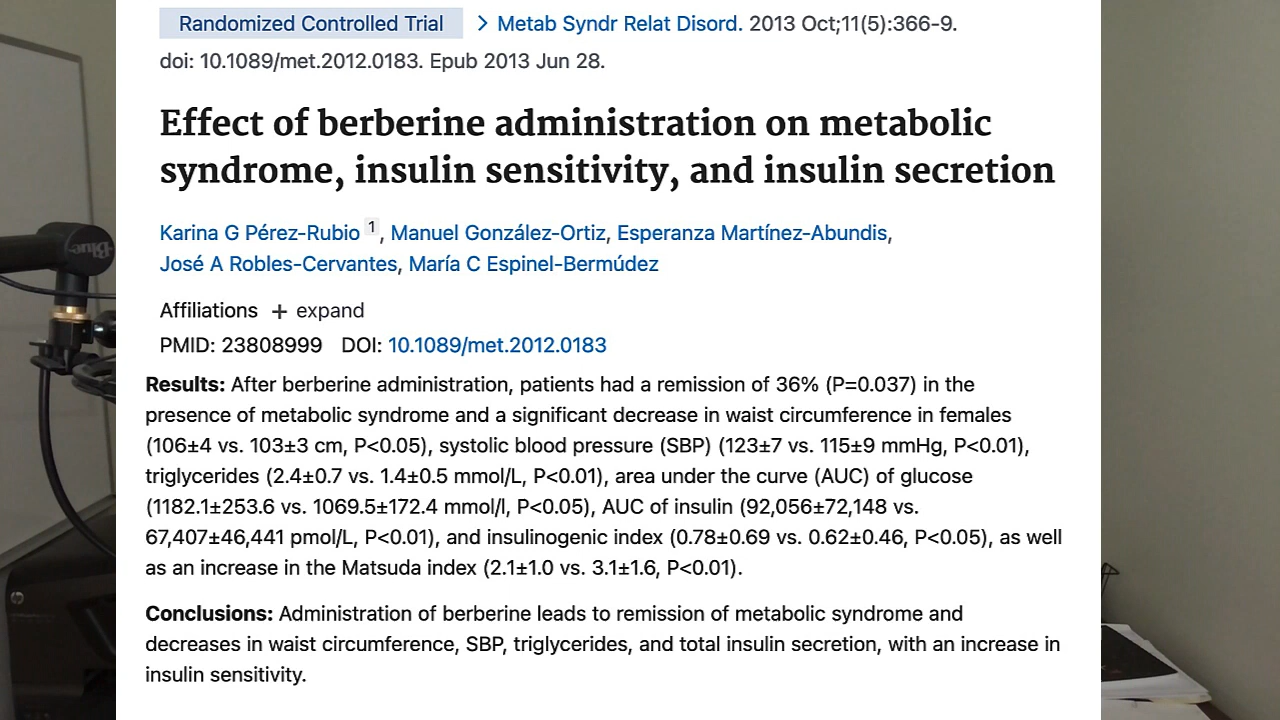 Randomized Controlled Trial > Metab Syndr Relat Disord. 2013 Oct;11(5):366-9.
doi: 10.1089/met.2012.0183. Epub 2013 Jun 28.
Effect of berberine administration on metabolic
syndrome, insulin sensitivity, and insulin secretion
Karina G Pérez-Rubio 1, Manuel González-Ortiz, Esperanza Martínez-Abundis,
José A Robles-Cervantes, María C Espinel-Bermúdez
Affiliations + expand
PMID: 23808999 DOI: 10.1089/met.2012.0183
Results: After berberine administration, patients had a remission of 36% (P=0.037) in the
presence of metabolic syndrome and a significant decrease in waist circumference in females
(106±4 vs. 103±3 cm, P<0.05), systolic blood pressure (SBP) (123±7 vs. 115±9 mmHg, P<0.01),
triglycerides (2.4±0.7 vs. 1.4±0.5 mmol/L, P<0.01), area under the curve (AUC) of glucose
(1182.1±253.6 vs. 1069.5±172.4 mmol/l, P<0.05), AUC of insulin (92,056±72,148 vs.
67,407±46,441 pmol/L, P<0.01), and insulinogenic index (0.78±0.69 vs. 0.62±0.46, P<0.05), as well
as an increase in the Matsuda index (2.1±1.0 vs. 3.1±1.6, P<0.01).
Conclusions: Administration of berberine leads to remission of metabolic syndrome and
decreases in waist circumference, SBP, triglycerides, and total insulin secretion, with an increase in
insulin sensitivity.
Blue
hp